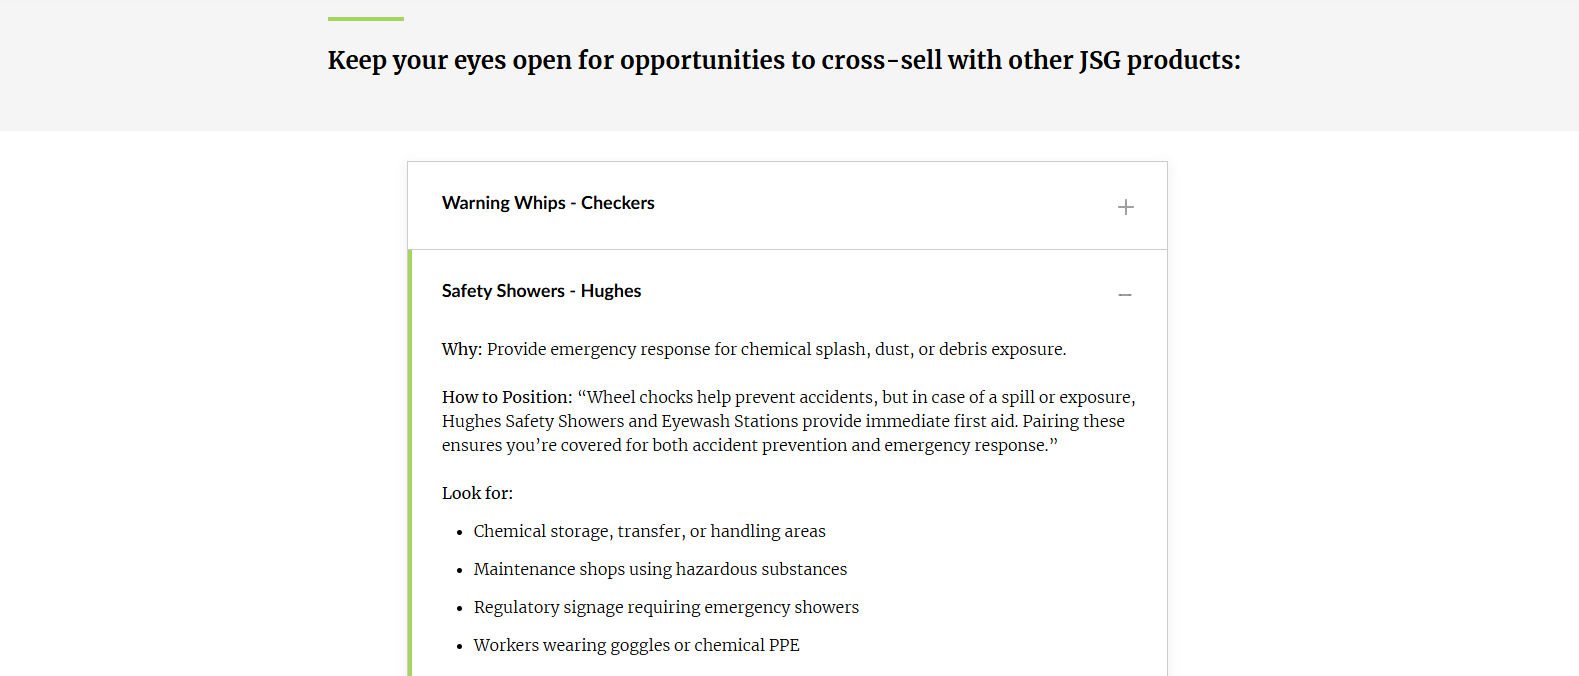 Keep your eyes open for opportunities to cross-sell with other JSG products:
Warning Whips - Checkers
Safety Showers - Hughes
Why: Provide emergency response for chemical splash, dust, or debris exposure.
How to Position: “Wheel chocks help prevent accidents, but in case of a spill or exposure,
Hughes Safety Showers and Eyewash Stations provide immediate first aid. Pairing these
ensures you’re covered for both accident prevention and emergency response.”
Look for:
• Chemical storage, transfer, or handling areas
• Maintenance shops using hazardous substances
• Regulatory signage requiring emergency showers
• Workers wearing goggles or chemical PPE